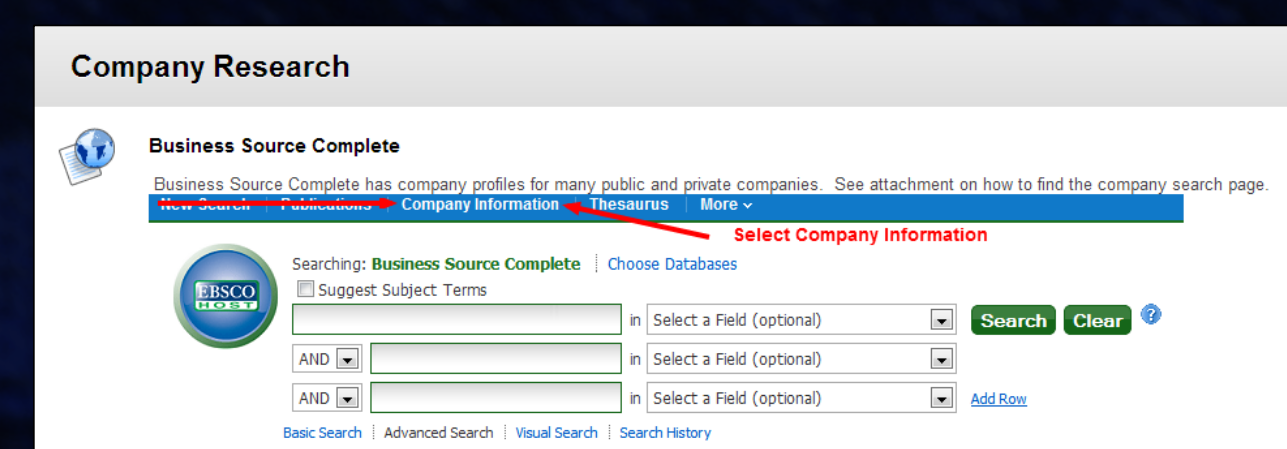 Company Research
Business Source Complete
Business Source Complete has company profiles for many public and private companies. See attachment on how to find the company search page.
New Search Publications Company Information Thesaurus More
Select Company Information
Searching: Business Source Complete Choose Databases
EBSCO
HOST
Suggest Subject Terms
in Select a Field (optional) Search Clear ?
AND in Select a Field (optional)
AND in Select a Field (optional) Add Row
Basic Search Advanced Search Visual Search Search History